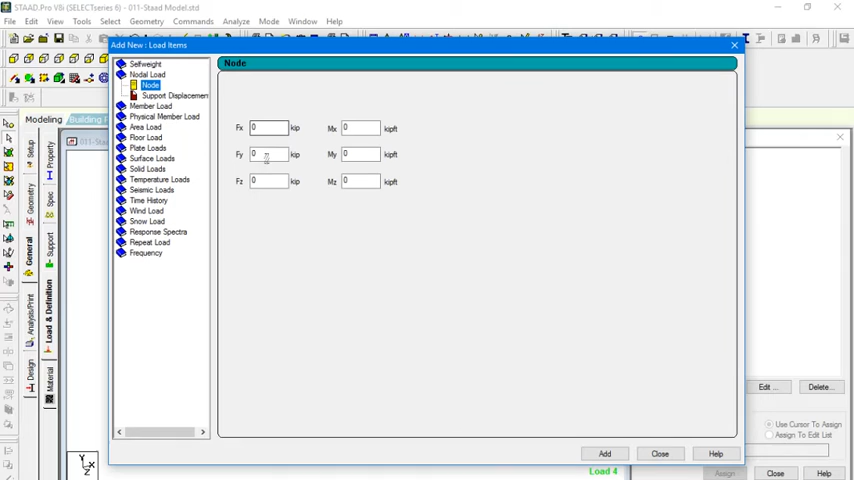 STAAD.Pro V8i (SELECTseries 6) - 011-Staad Model.std
File Edit View Tools Select Geometry Commands Analyze Mode Window Help
Add New : Load Items
Selfweight
Nodal Load
Node
Support Displacemen
Member Load
Physical Member Load
Area Load
Floor Load
Plate Loads
Surface Loads
Solid Loads
Temperature Loads
Seismic Loads
Time History
Wind Load
Snow Load
Response Spectra
Repeat Load
Frequency
Node
Fx 0 kip Mx 0 kipft
Fy 0 kip My 0 kipft
Fz 0 kip Mz 0 kipft
Add Close Help
Modeling Building P
Setup
Geometry
General
Analysis/Print
Design
Property
Spec
Support
Load & Definition
Material
Edit ... Delete...
Use Cursor To Assign
Assign To Edit List
Assign Close Help
Y
X
Z
Load 4